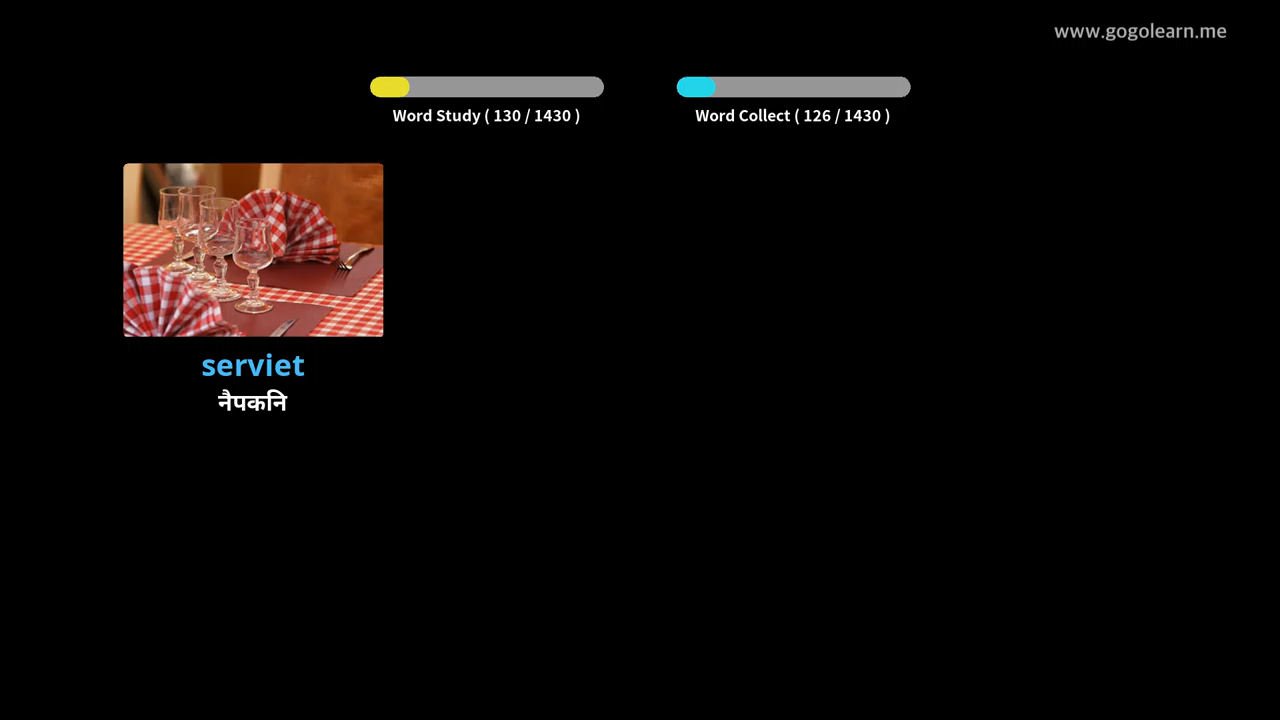 www.gogolearn.me
Word Study ( 130 / 1430 )
Word Collect ( 126 / 1430 )
serviet
नैपकनि